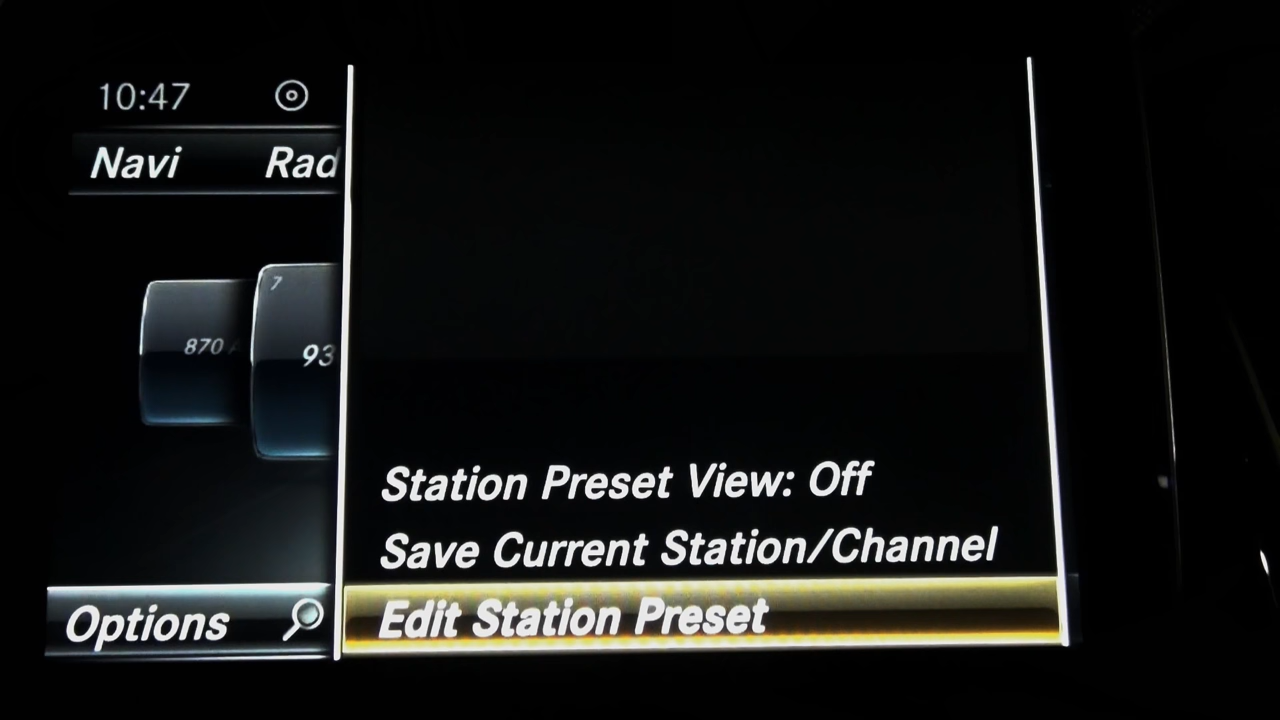 10:47
Navi Rad
7
870 A
93
Station Preset View: Off
Save Current Station/Channel
Edit Station Preset
Options